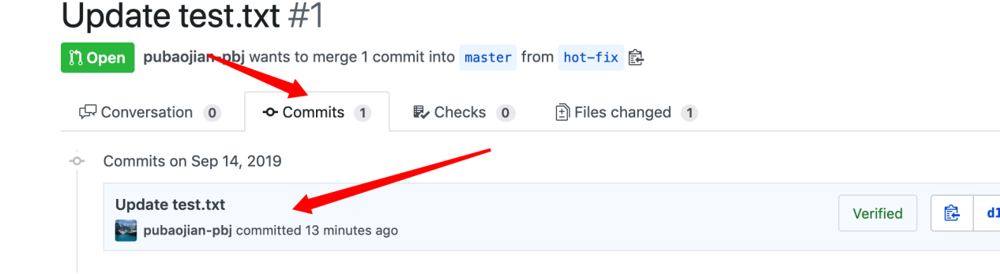 Update test.txt #1
Open pubaojian-pbj wants to merge 1 commit into master from hot-fix
Conversation 0 Commits 1 Checks 0 Files changed 1
Commits on Sep 14, 2019
Update test.txt
Verified
pubaojian-pbj committed 13 minutes ago